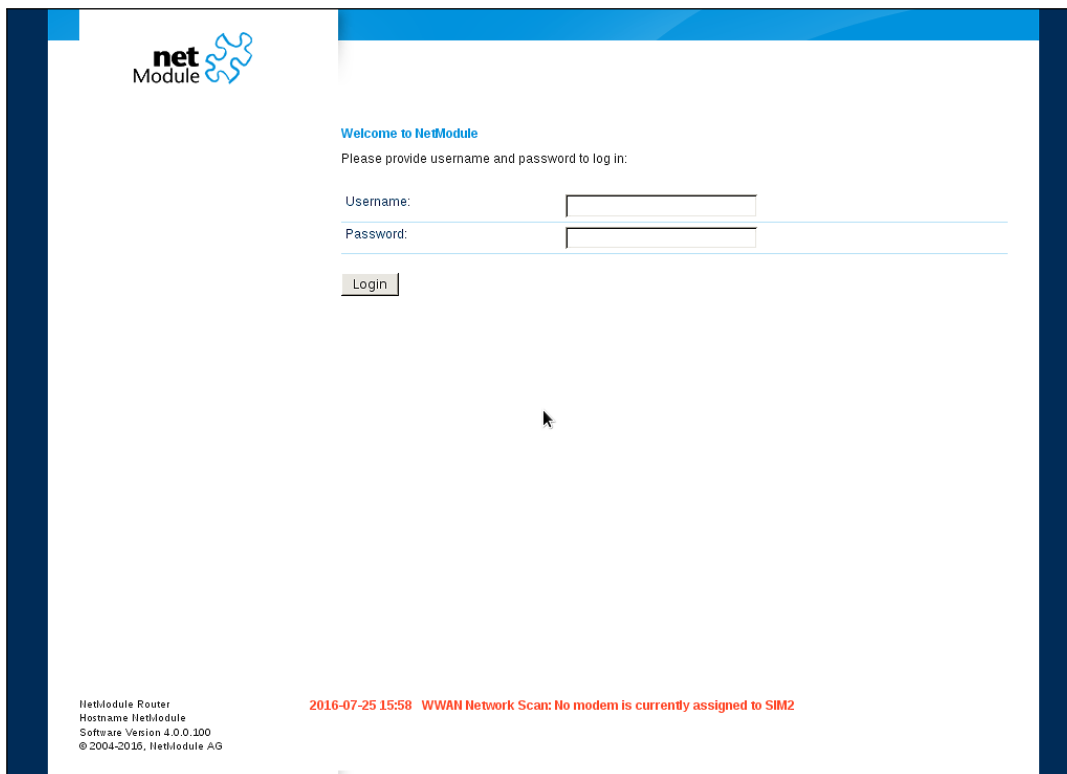 net
Module
Welcome to NetModule
Please provide username and password to log in:
Username:
Password:
Login
NetModule Router
Hostname NetModule
Software Version 4.0.0.100
© 2004-2016, NetModule AG
2016-07-25 15:58 WWAN Network Scan: No modem is currently assigned to SIM2